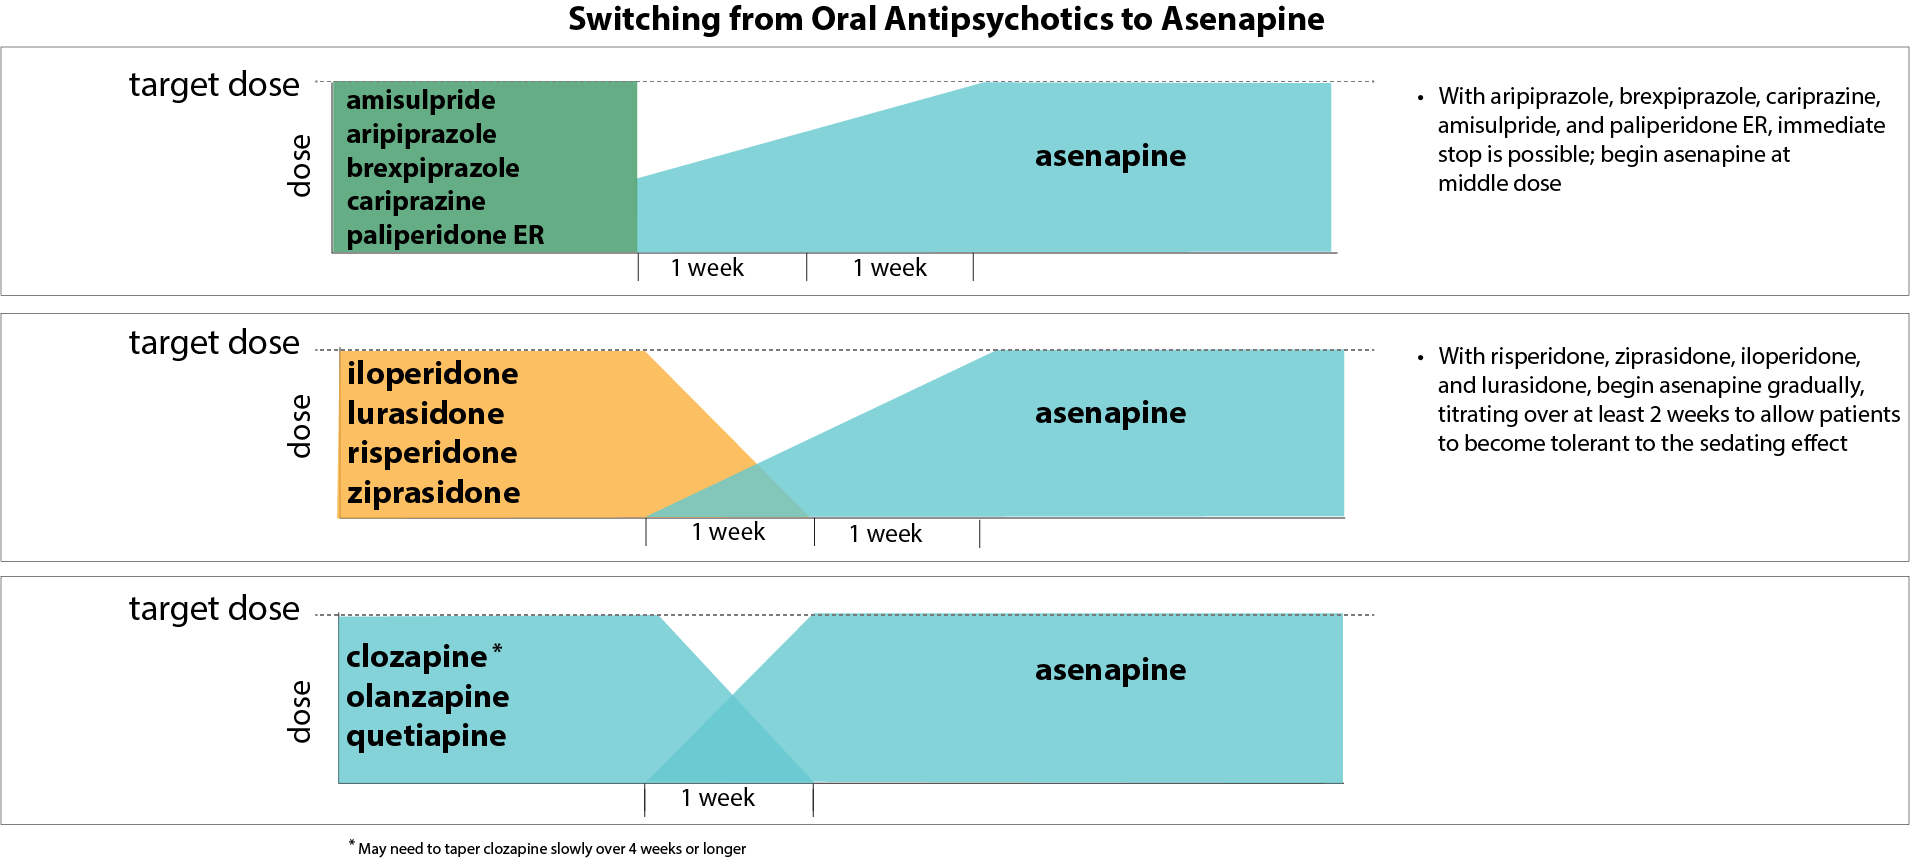 Switching from Oral Antipsychotics to Asenapine
target dose
dose
amisulpride
aripiprazole
brexpiprazole
cariprazine
paliperidone ER
asenapine
1 week
1 week
• With aripiprazole, brexpiprazole, cariprazine,
amisulpride, and paliperidone ER, immediate
stop is possible; begin asenapine at
middle dose
target dose
dose
iloperidone
lurasidone
risperidone
ziprasidone
asenapine
1 week
1 week
• With risperidone, ziprasidone, iloperidone,
and lurasidone, begin asenapine gradually,
titrating over at least 2 weeks to allow patients
to become tolerant to the sedating effect
target dose
dose
clozapine *
olanzapine
quetiapine
asenapine
1 week
* May need to taper clozapine slowly over 4 weeks or longer